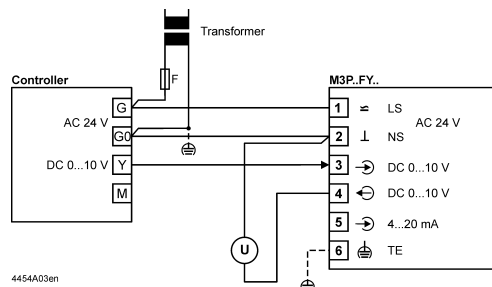 Transformer
F
Controller
M3P..FY..
G
1
LS
AC 24 V
AC 24 V
G0
2
⊥
NS
DC 0...10 V
Y
3
DC 0...10 V
M
4
DC 0...10 V
5
4...20 mA
U
6
TE
4454A03en